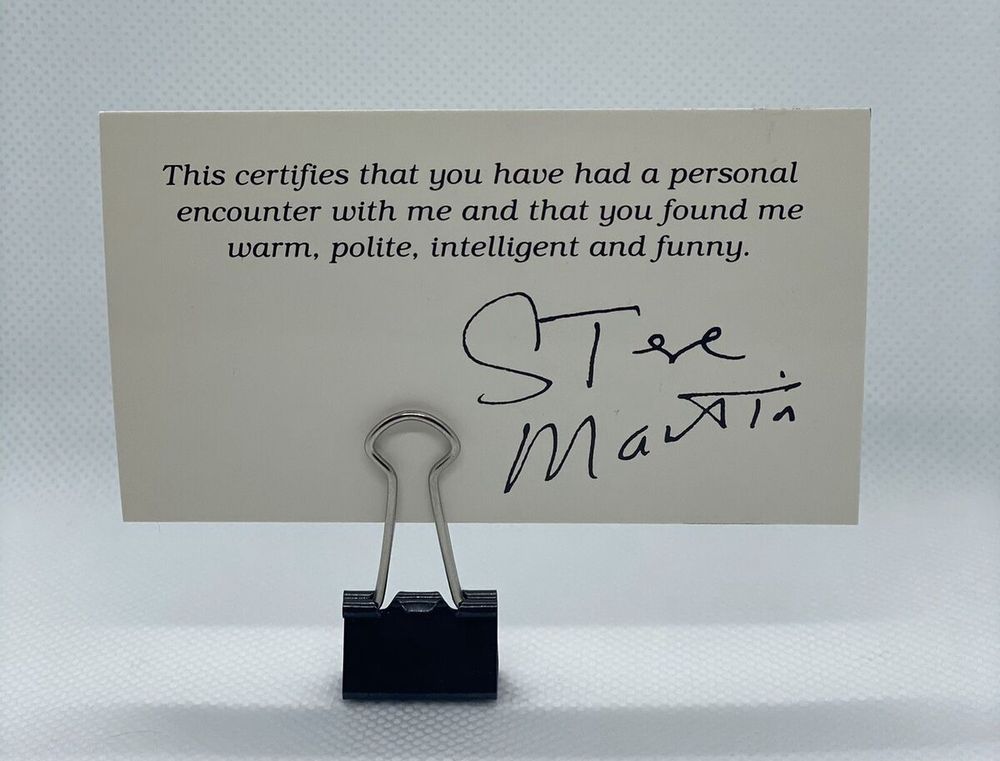 This certifies that you have had a personal
encounter with me and that you found me
warm, polite, intelligent and funny.
Steve
Martin